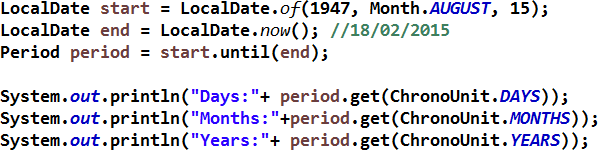 LocalDate start = LocalDate.of(1947, Month.AUGUST, 15);
LocalDate end = LocalDate.now(); //18/02/2015
Period period = start.until(end);
System.out.println("Days:"+ period.get(ChronoUnit.DAYS));
System.out.println("Months:"+period.get(ChronoUnit.MONTHS));
System.out.println("Years:"+ period.get(ChronoUnit.YEARS));